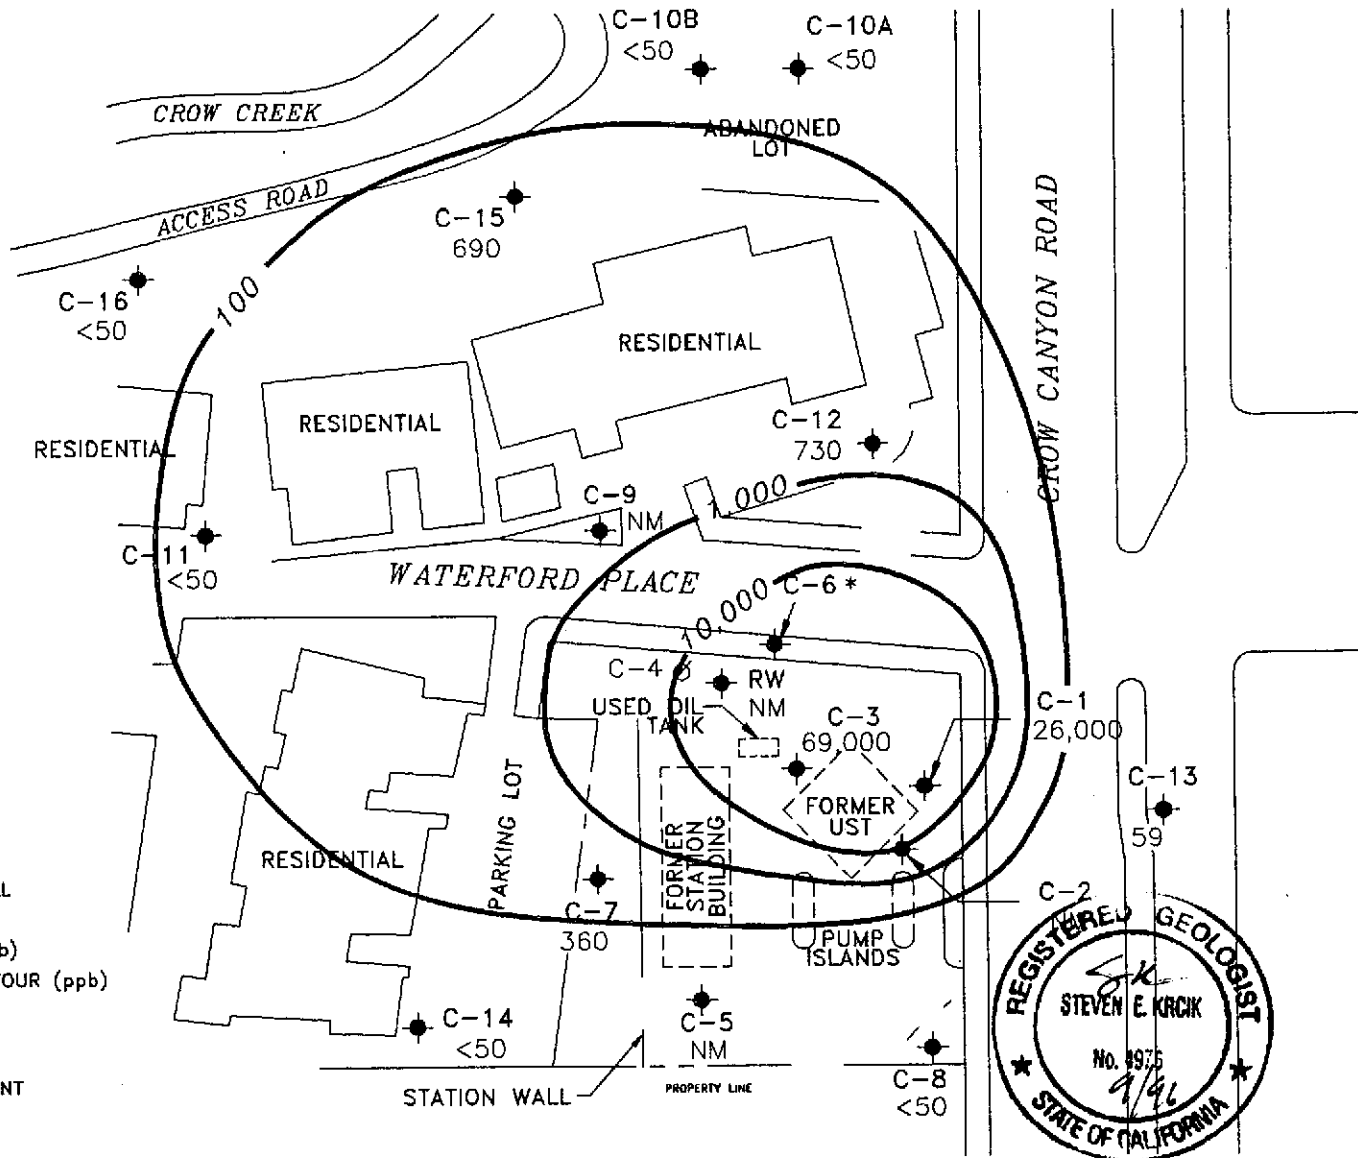 C-10B
<50
C-10A
<50
CROW CREEK
ABANDONED
LOT
ACCESS ROAD
C-15
690
CROW CANYON ROAD
C-16
<50
100
RESIDENTIAL
RESIDENTIAL
RESIDENTIAL
C-12
730
1,000
C-9
NM
C-11
<50
WATERFORD PLACE
10,000
C-6 *
C-4
RW
NM
USED OIL
TANK
C-3
69,000
C-1
26,000
C-13
59
FORMER
UST
PARKING LOT
FORMER
STATION
BUILDING
RESIDENTIAL
C-7
360
C-2
PUMP
ISLANDS
C-14
<50
C-5
NM
C-8
<50
STATION WALL
PROPERTY LINE
REGISTERED GEOLOGIST
STEVEN E. KRCIK
No. 4976
9/96
STATE OF CALIFORNIA